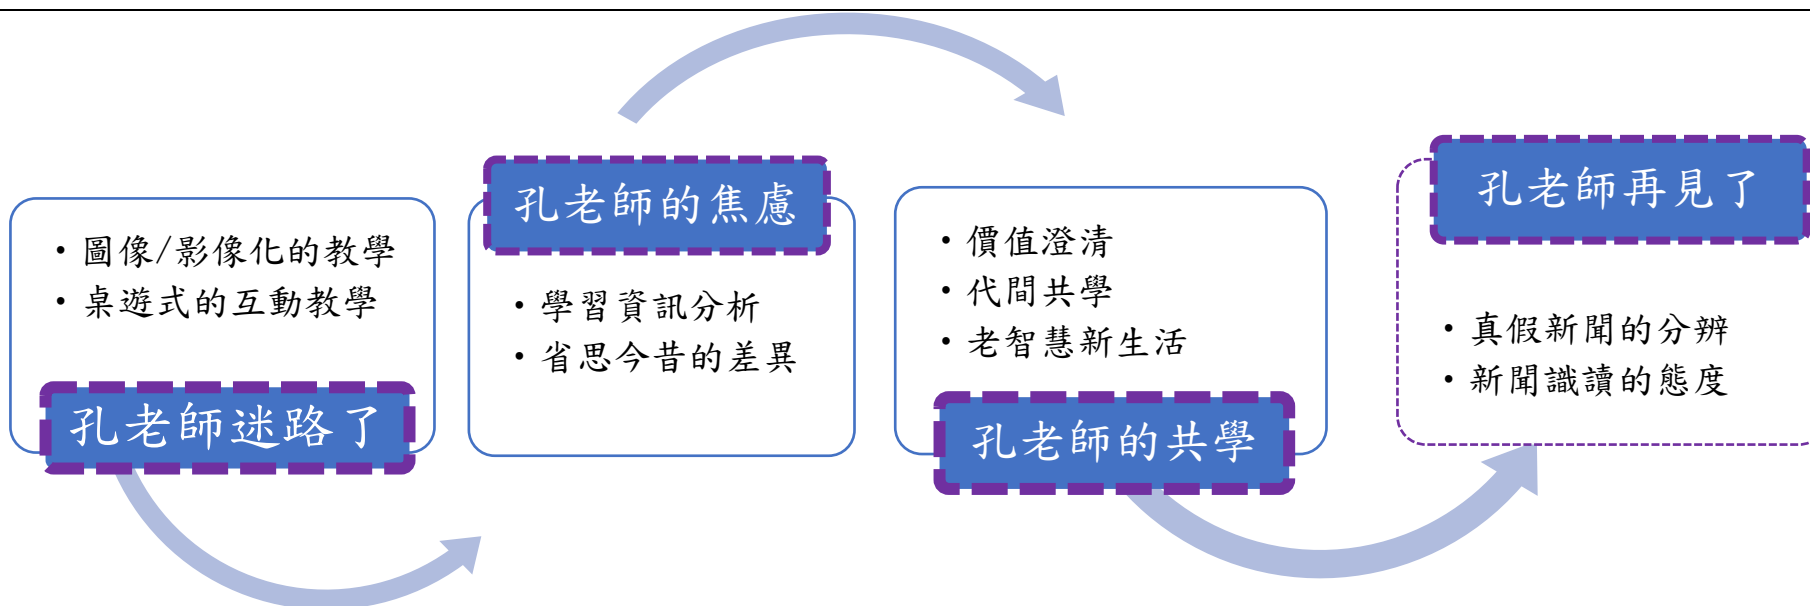 ・圖像/影像化的教學
・桌遊式的互動教學
孔老師迷路了
孔老師的焦慮
・學習資訊分析
・省思今昔的差異
・價值澄清
・代間共學
・老智慧新生活
孔老師的共學
孔老師再見了
・真假新聞的分辨
・新聞識讀的態度